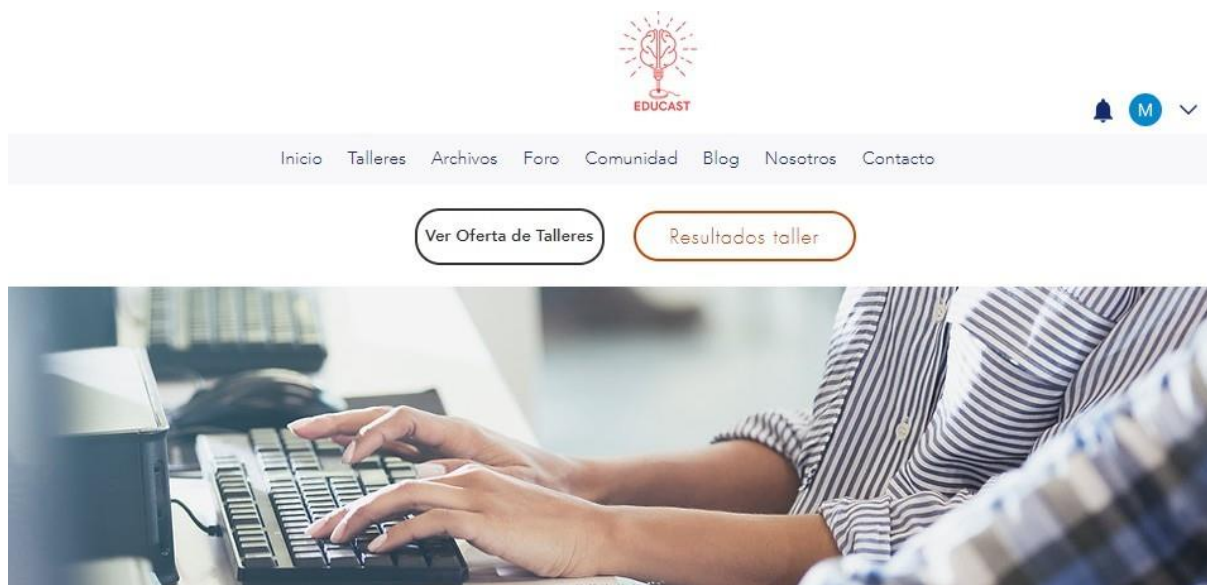 EDUCAST
M
Inicio Talleres Archivos Foro Comunidad Blog Nosotros Contacto
Ver Oferta de Talleres Resultados taller